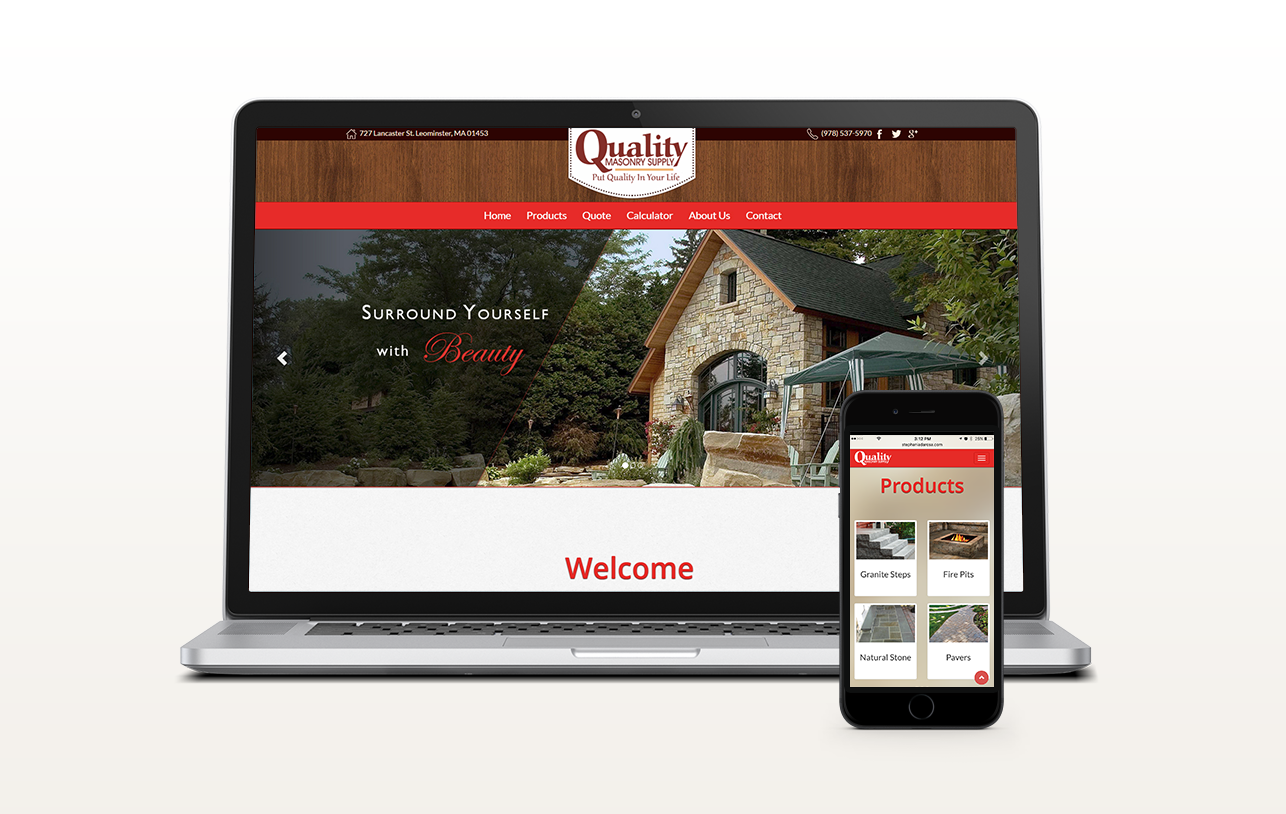 727 Lancaster St. Leominster, MA 01453
(978) 537-5970
Quality
MASONRY SUPPLY
Put Quality In Your Life
Home Products Quote Calculator About Us Contact
SURROUND YOURSELF
with Beauty
Welcome
3:12 PM
Quality
MASONRY SUPPLY
Products
Granite Steps Fire Pits
Natural Stone Pavers